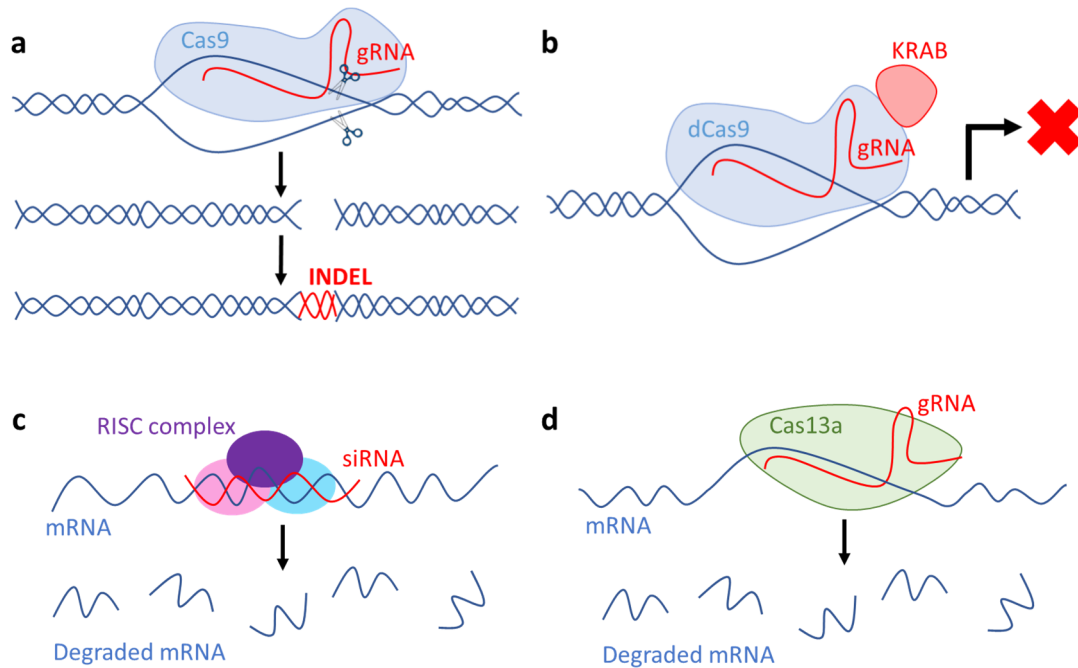 a
Cas9
gRNA
INDEL
b
KRAB
dCas9
gRNA
c
RISC complex
siRNA
mRNA
Degraded mRNA
d
gRNA
Cas13a
mRNA
Degraded mRNA